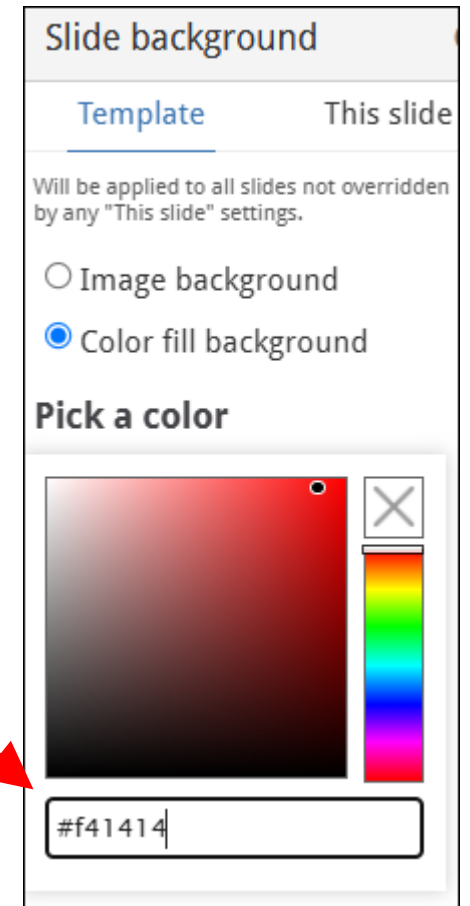 Slide background
Template This slide
Will be applied to all slides not overridden
by any "This slide" settings.
Image background
Color fill background
Pick a color
#f41414